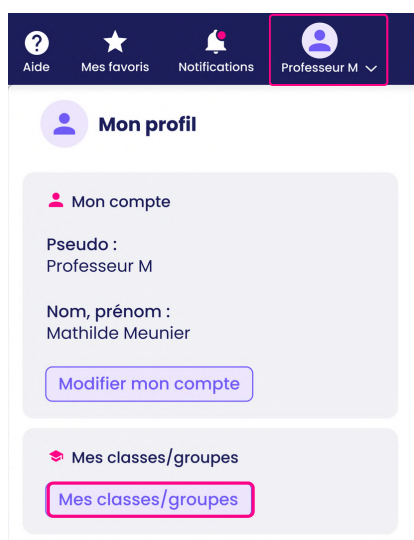 Aide
Mes favoris
Notifications
Professeur M
Mon profil
Mon compte
Pseudo :
Professeur M
Nom, prénom :
Mathilde Meunier
Modifier mon compte
Mes classes/groupes
Mes classes/groupes